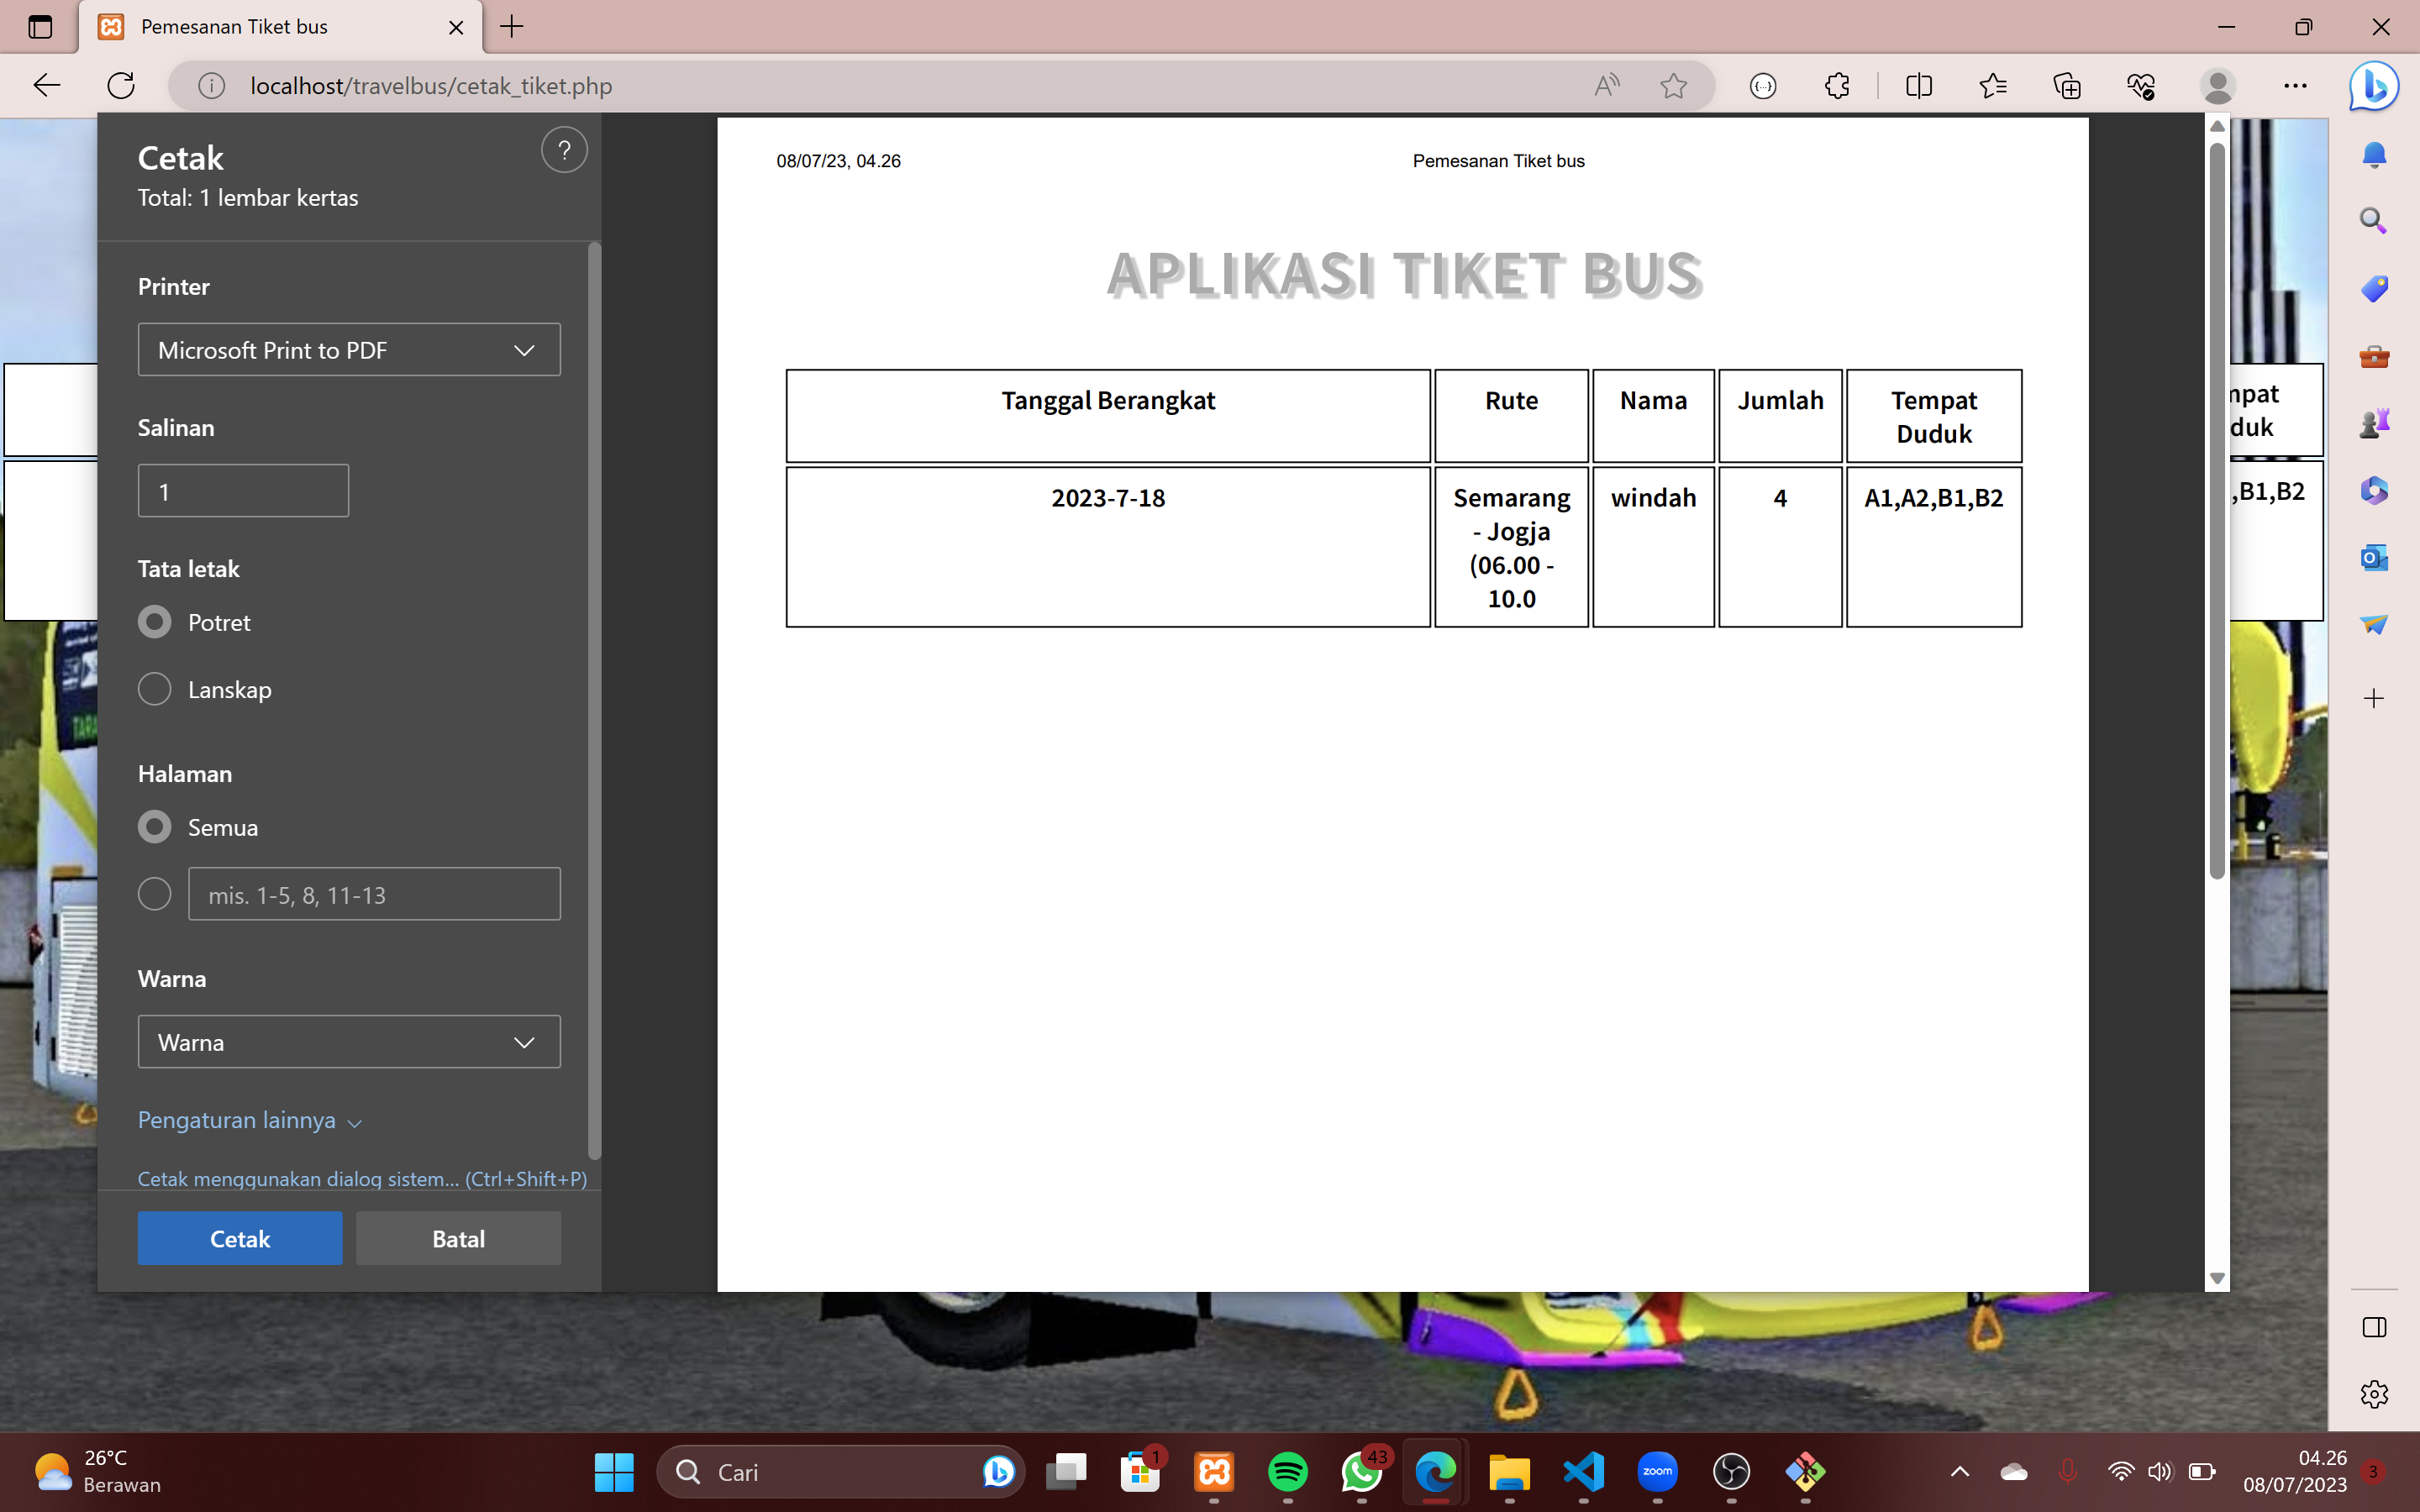 Pemesanan Tiket bus
localhost/travelbus/cetak_tiket.php
Cetak
Total: 1 lembar kertas
?
Printer
Microsoft Print to PDF
Salinan
1
Tata letak
Potret
Lanskap
Halaman
Semua
mis. 1-5, 8, 11-13
Warna
Warna
Pengaturan lainnya
Cetak menggunakan dialog sistem... (Ctrl+Shift+P)
Cetak
Batal
08/07/23, 04.26
Pemesanan Tiket bus
APLIKASI TIKET BUS
Tanggal Berangkat
Rute
Nama
Jumlah
Tempat
Duduk
2023-7-18
Semarang
- Jogja
(06.00 -
10.0
windah
4
A1,A2,B1,B2
mpat
duk
,B1,B2
TARA
26°C
Berawan
Cari
1
43
zoom
04.26
08/07/2023
3